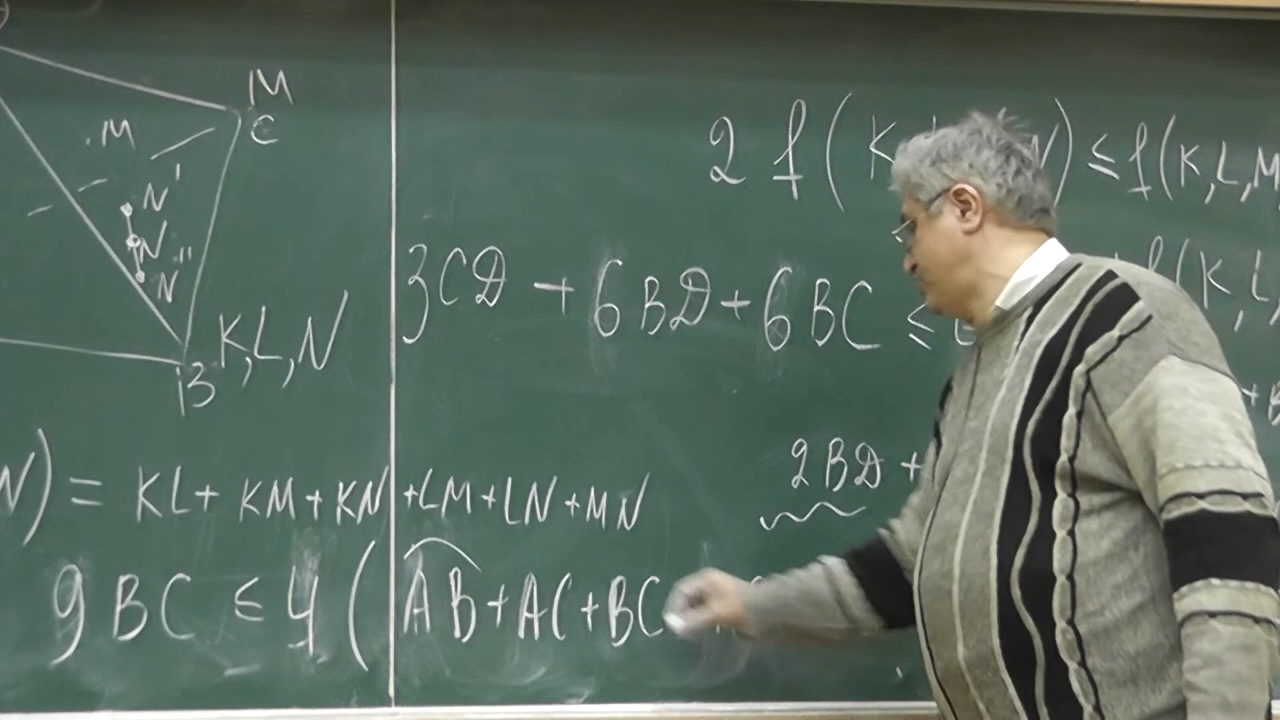 M
C
.M
N'
N
N''
K,L,N
B
2 f(K N) ≤ f(K,L,M
f(K,L,
3CD + 6BD + 6BC ≤
2BD +
N) = KL + KM + KN + LM + LN + MN
9 BC ≤ 4 ( AB + AC + BC